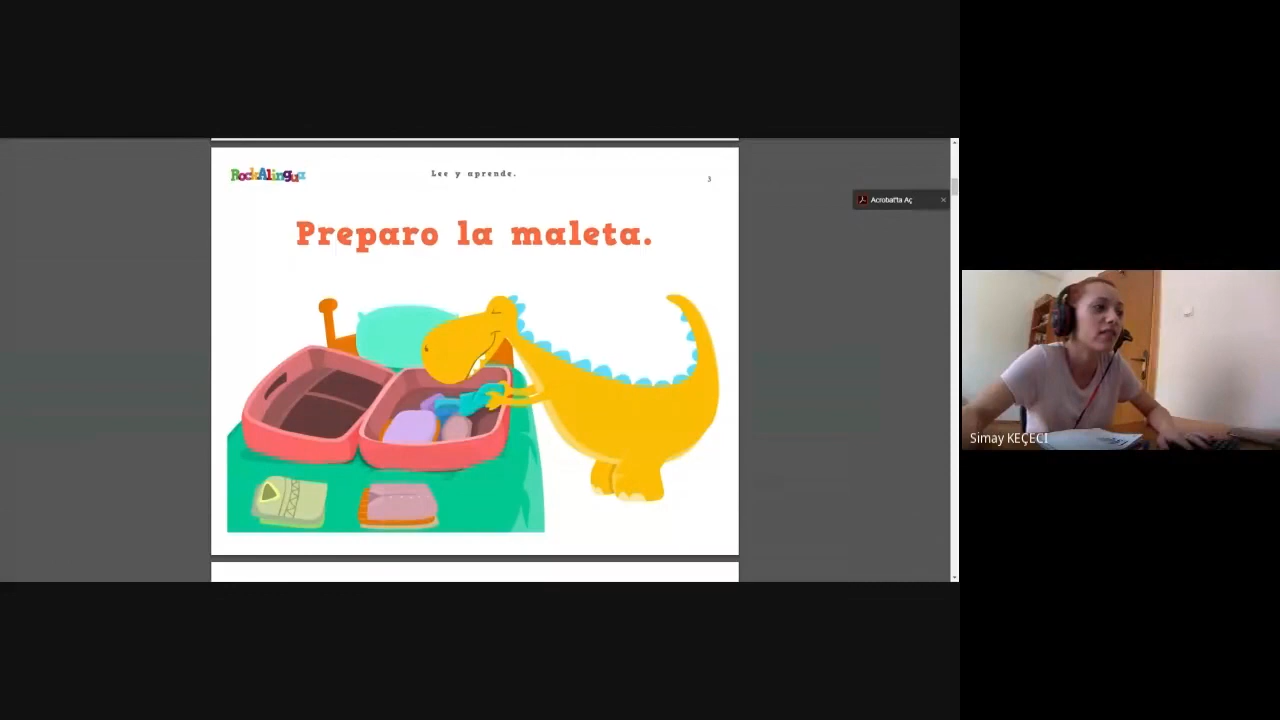 RockAlingua
Lee y aprende.
3
Preparo la maleta.
Acrobat'ta Aç
Simay KEÇECİ